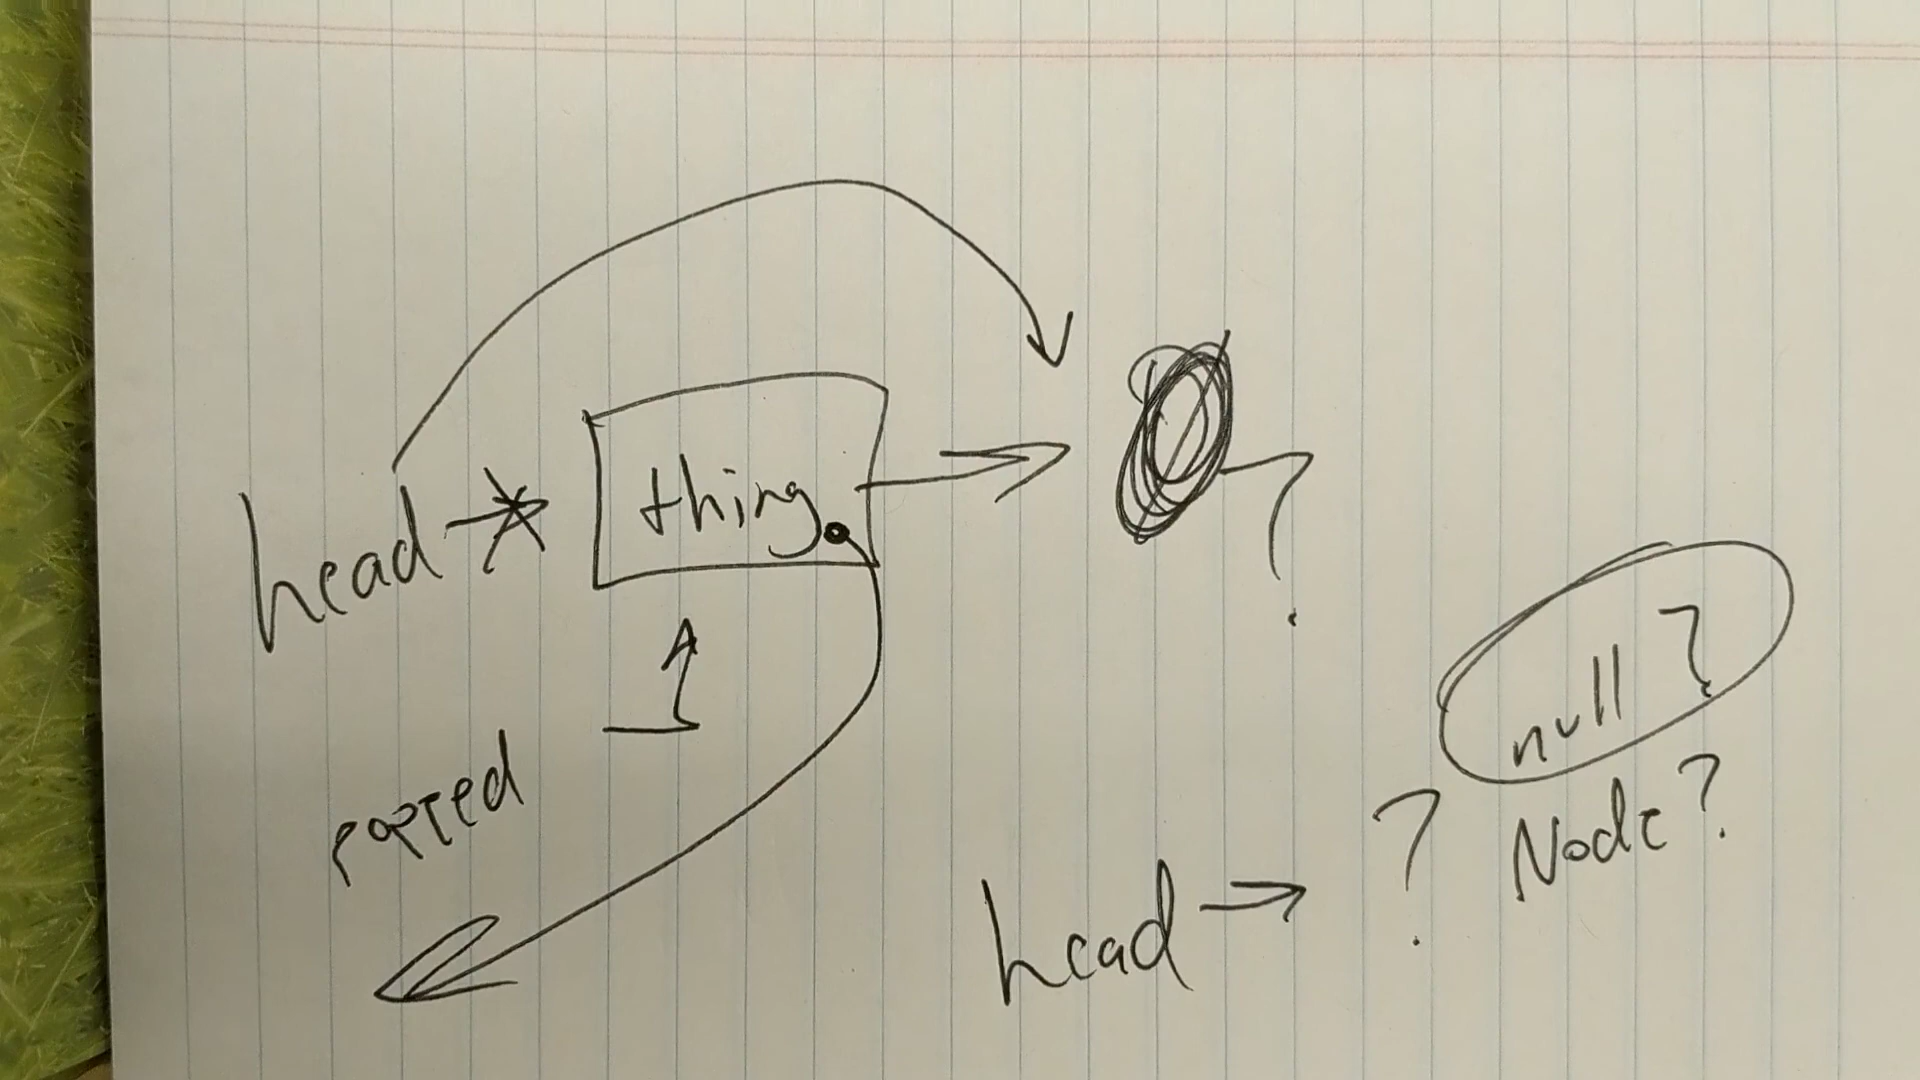 head
thing
?
popped
null ?
Node ?
head → ?